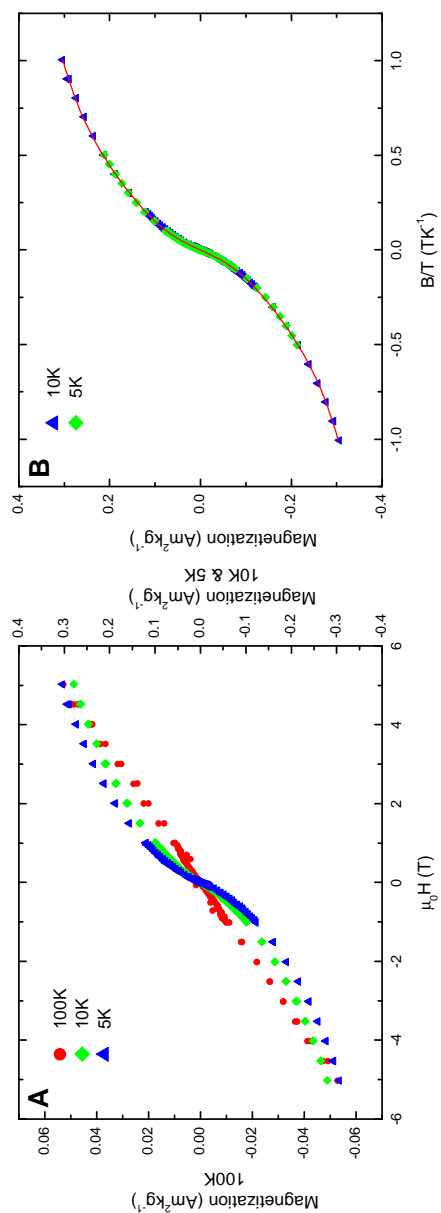 A
100K
10K
5K
0.06
0.04
0.02
0.00
-0.02
-0.04
-0.06
Magnetization (Am²kg⁻¹)
100K
-6
-4
-2
0
2
4
6
μ₀H (T)
0.4
0.3
0.2
0.1
0.0
-0.1
-0.2
-0.3
-0.4
Magnetization (Am²kg⁻¹)
10K & 5K
B
10K
5K
0.4
0.2
0.0
-0.2
-0.4
Magnetization (Am²kg⁻¹)
-1.0
-0.5
0.0
0.5
1.0
B/T (TK⁻¹)